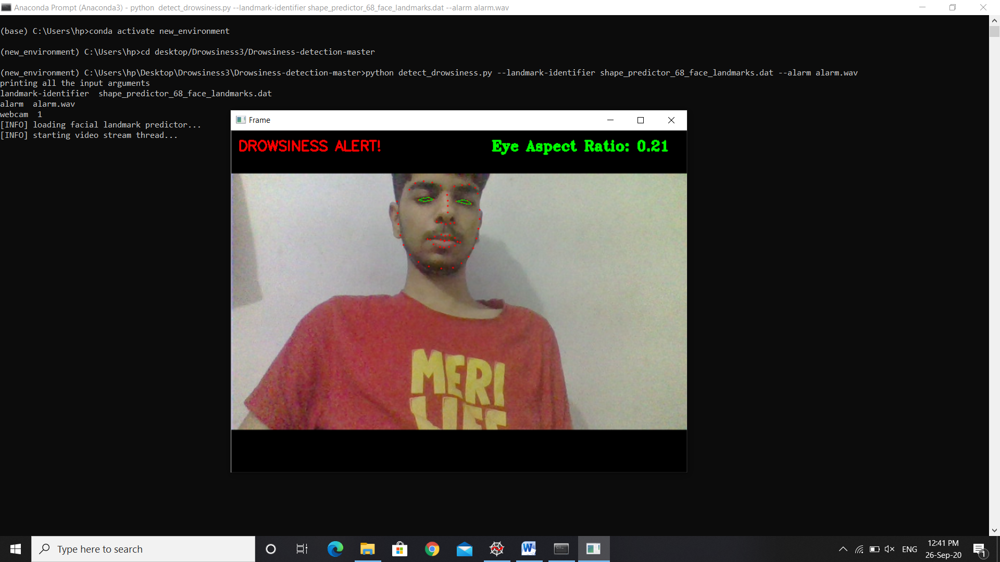 Anaconda Prompt (Anaconda3) - python  detect_drowsiness.py --landmark-identifier shape_predictor_68_face_landmarks.dat --alarm alarm.wav
(base) C:\Users\hp>conda activate new_environment
(new_environment) C:\Users\hp>cd desktop/Drowsiness3/Drowsiness-detection-master
(new_environment) C:\Users\hp\Desktop\Drowsiness3\Drowsiness-detection-master>python detect_drowsiness.py --landmark-identifier shape_predictor_68_face_landmarks.dat --alarm alarm.wav
printing all the input arguments
landmark-identifier  shape_predictor_68_face_landmarks.dat
alarm  alarm.wav
webcam  1
[INFO] loading facial landmark predictor...
[INFO] starting video stream thread...
Frame
DROWSINESS ALERT!
Eye Aspect Ratio: 0.21
MERI
Type here to search
ENG
12:41 PM
26-Sep-20
1